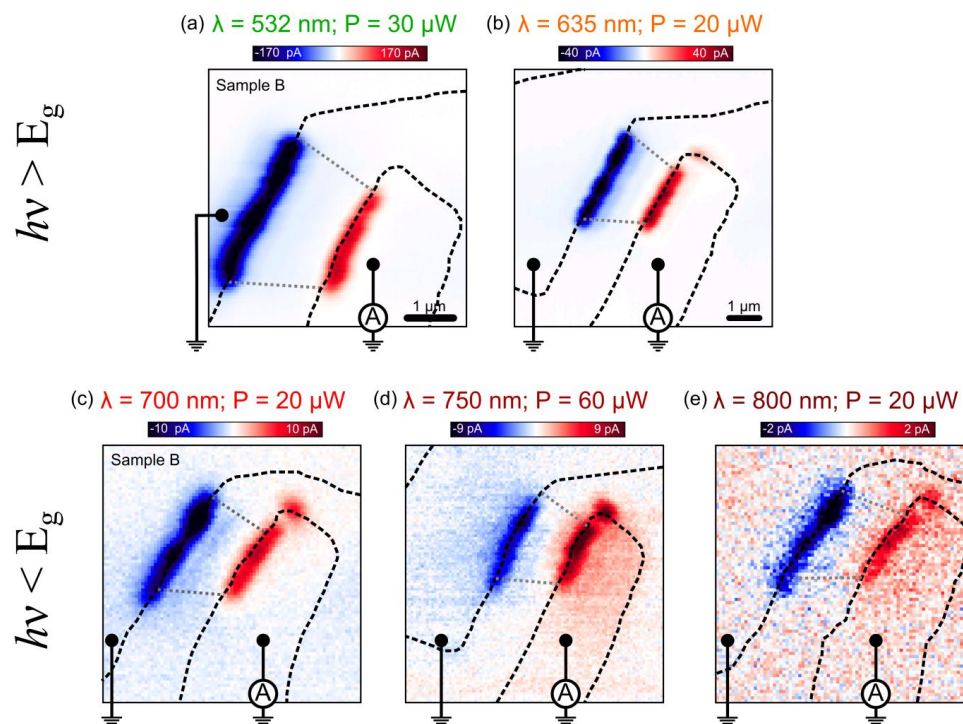 (a) λ = 532 nm; P = 30 µW
-170 pA 170 pA
Sample B
1 µm
A
(b) λ = 635 nm; P = 20 µW
-40 pA 40 pA
1 µm
A
hν > E_g
(c) λ = 700 nm; P = 20 µW
-10 pA 10 pA
Sample B
A
(d) λ = 750 nm; P = 60 µW
-9 pA 9 pA
A
(e) λ = 800 nm; P = 20 µW
-2 pA 2 pA
A
hν < E_g